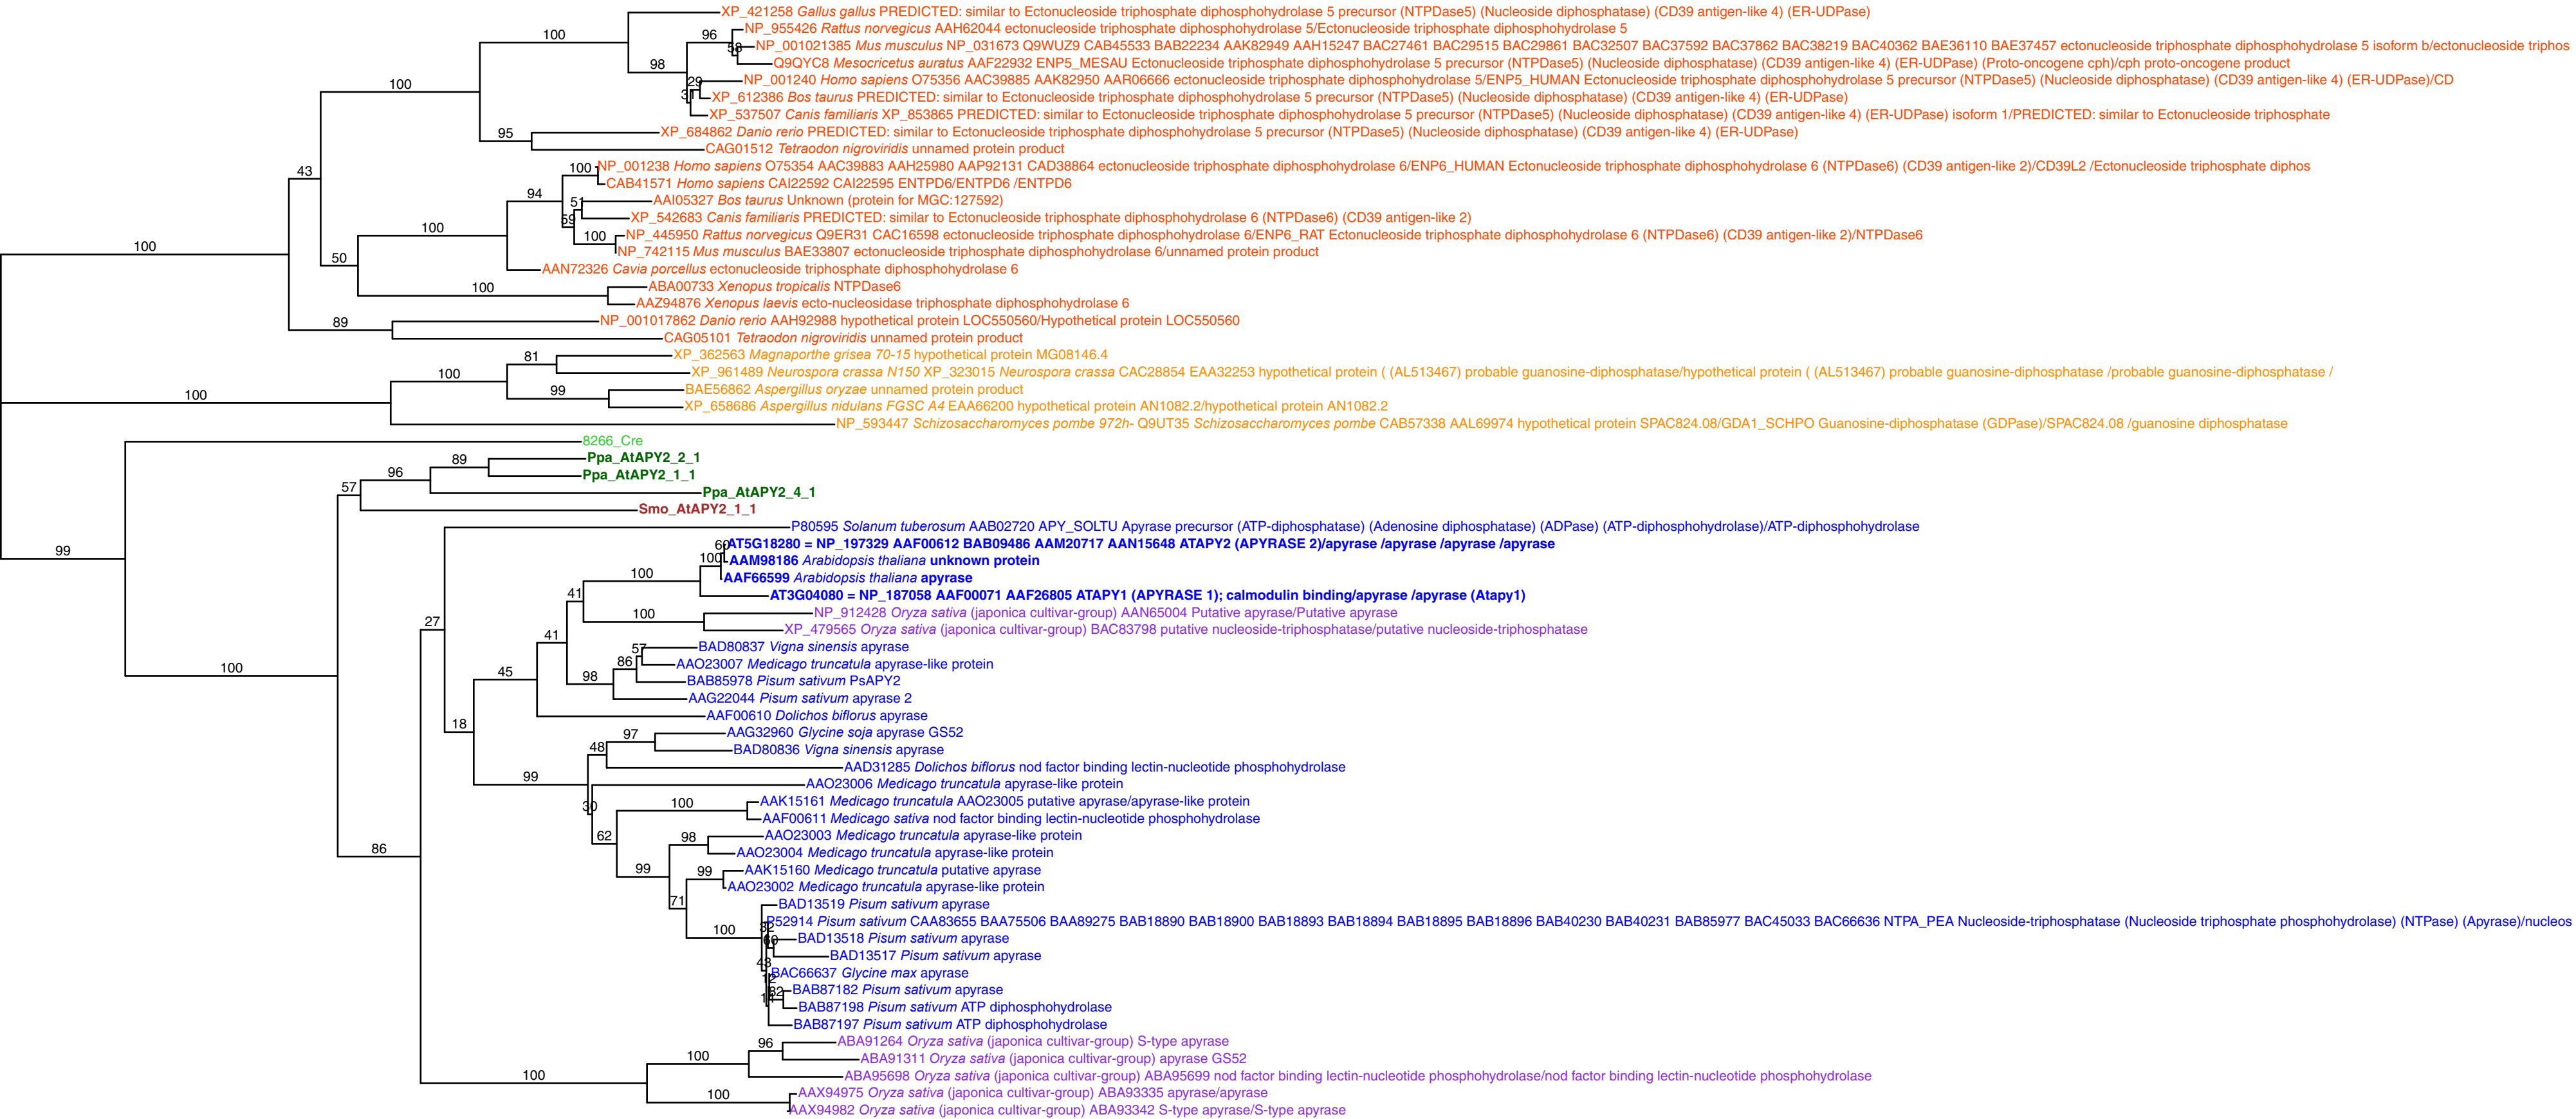 XP_421258 Gallus gallus PREDICTED: similar to Ectonucleoside triphosphate diphosphohydrolase 5 precursor (NTPDase5) (Nucleoside diphosphatase) (CD39 antigen-like 4) (ER-UDPase)
100
NP_955426 Rattus norvegicus AAH62044 ectonucleoside triphosphate diphosphohydrolase 5/Ectonucleoside triphosphate diphosphohydrolase 5
96
NP_001021385 Mus musculus NP_031673 Q9WUZ9 CAB45533 BAB22234 AAK82949 AAH15247 BAC27461 BAC29515 BAC29861 BAC32507 BAC37592 BAC37862 BAC38219 BAC40362 BAE36110 BAE37457 ectonucleoside triphosphate diphosphohydrolase 5 isoform b/ectonucleoside triphos
98
Q9QYC8 Mesocricetus auratus AAF22932 ENP5_MESAU Ectonucleoside triphosphate diphosphohydrolase 5 precursor (NTPDase5) (Nucleoside diphosphatase) (CD39 antigen-like 4) (ER-UDPase) (Proto-oncogene cph)/cph proto-oncogene product
29
NP_001240 Homo sapiens O75356 AAC39885 AAK82950 AAR06666 ectonucleoside triphosphate diphosphohydrolase 5/ENP5_HUMAN Ectonucleoside triphosphate diphosphohydrolase 5 precursor (NTPDase5) (Nucleoside diphosphatase) (CD39 antigen-like 4) (ER-UDPase)/CD
100
31
XP_612386 Bos taurus PREDICTED: similar to Ectonucleoside triphosphate diphosphohydrolase 5 precursor (NTPDase5) (Nucleoside diphosphatase) (CD39 antigen-like 4) (ER-UDPase)
XP_537507 Canis familiaris XP_853865 PREDICTED: similar to Ectonucleoside triphosphate diphosphohydrolase 5 precursor (NTPDase5) (Nucleoside diphosphatase) (CD39 antigen-like 4) (ER-UDPase) isoform 1/PREDICTED: similar to Ectonucleoside triphosphate
95
XP_684862 Danio rerio PREDICTED: similar to Ectonucleoside triphosphate diphosphohydrolase 5 precursor (NTPDase5) (Nucleoside diphosphatase) (CD39 antigen-like 4) (ER-UDPase)
CAG01512 Tetraodon nigroviridis unnamed protein product
43
100
NP_001238 Homo sapiens O75354 AAC39883 AAH25980 AAP92131 CAD38864 ectonucleoside triphosphate diphosphohydrolase 6/ENP6_HUMAN Ectonucleoside triphosphate diphosphohydrolase 6 (NTPDase6) (CD39 antigen-like 2)/CD39L2 /Ectonucleoside triphosphate diphos
CAB41571 Homo sapiens CAI22592 CAI22595 ENTPD6/ENTPD6 /ENTPD6
94
51
AAI05327 Bos taurus Unknown (protein for MGC:127592)
59
XP_542683 Canis familiaris PREDICTED: similar to Ectonucleoside triphosphate diphosphohydrolase 6 (NTPDase6) (CD39 antigen-like 2)
100
100
NP_445950 Rattus norvegicus Q9ER31 CAC16598 ectonucleoside triphosphate diphosphohydrolase 6/ENP6_RAT Ectonucleoside triphosphate diphosphohydrolase 6 (NTPDase6) (CD39 antigen-like 2)/NTPDase6
100
NP_742115 Mus musculus BAE33807 ectonucleoside triphosphate diphosphohydrolase 6/unnamed protein product
50
AAN72326 Cavia porcellus ectonucleoside triphosphate diphosphohydrolase 6
100
ABA00733 Xenopus tropicalis NTPDase6
AAZ94876 Xenopus laevis ecto-nucleosidase triphosphate diphosphohydrolase 6
89
NP_001017862 Danio rerio AAH92988 hypothetical protein LOC550560/Hypothetical protein LOC550560
CAG05101 Tetraodon nigroviridis unnamed protein product
81
XP_362563 Magnaporthe grisea 70-15 hypothetical protein MG08146.4
100
XP_961489 Neurospora crassa N150 XP_323015 Neurospora crassa CAC28854 EAA32253 hypothetical protein ( (AL513467) probable guanosine-diphosphatase/hypothetical protein ( (AL513467) probable guanosine-diphosphatase /probable guanosine-diphosphatase /
99
BAE56862 Aspergillus oryzae unnamed protein product
100
XP_658686 Aspergillus nidulans FGSC A4 EAA66200 hypothetical protein AN1082.2/hypothetical protein AN1082.2
NP_593447 Schizosaccharomyces pombe 972h- Q9UT35 Schizosaccharomyces pombe CAB57338 AAL69974 hypothetical protein SPAC824.08/GDA1_SCHPO Guanosine-diphosphatase (GDPase)/SPAC824.08 /guanosine diphosphatase
8266_Cre
89
Ppa_AtAPY2_2_1
96
Ppa_AtAPY2_1_1
57
Ppa_AtAPY2_4_1
Smo_AtAPY2_1_1
P80595 Solanum tuberosum AAB02720 APY_SOLTU Apyrase precursor (ATP-diphosphatase) (Adenosine diphosphatase) (ADPase) (ATP-diphosphohydrolase)/ATP-diphosphohydrolase
99
AT5G18280 = NP_197329 AAF00612 BAB09486 AAM20717 AAN15648 ATAPY2 (APYRASE 2)/apyrase /apyrase /apyrase /apyrase
100
AAM98186 Arabidopsis thaliana unknown protein
100
AAF66599 Arabidopsis thaliana apyrase
41
AT3G04080 = NP_187058 AAF00071 AAF26805 ATAPY1 (APYRASE 1); calmodulin binding/apyrase /apyrase (Atapy1)
100
NP_912428 Oryza sativa (japonica cultivar-group) AAN65004 Putative apyrase/Putative apyrase
27
XP_479565 Oryza sativa (japonica cultivar-group) BAC83798 putative nucleoside-triphosphatase/putative nucleoside-triphosphatase
41
57
BAD80837 Vigna sinensis apyrase
86
AAO23007 Medicago truncatula apyrase-like protein
100
45
98
BAB85978 Pisum sativum PsAPY2
AAG22044 Pisum sativum apyrase 2
AAF00610 Dolichos biflorus apyrase
18
97
AAG32960 Glycine soja apyrase GS52
48
BAD80836 Vigna sinensis apyrase
AAD31285 Dolichos biflorus nod factor binding lectin-nucleotide phosphohydrolase
99
AAO23006 Medicago truncatula apyrase-like protein
30
100
AAK15161 Medicago truncatula AAO23005 putative apyrase/apyrase-like protein
AAF00611 Medicago sativa nod factor binding lectin-nucleotide phosphohydrolase
62
98
AAO23003 Medicago truncatula apyrase-like protein
86
AAO23004 Medicago truncatula apyrase-like protein
99
99
AAK15160 Medicago truncatula putative apyrase
AAO23002 Medicago truncatula apyrase-like protein
71
BAD13519 Pisum sativum apyrase
P52914 Pisum sativum CAA83655 BAA75506 BAA89275 BAB18890 BAB18900 BAB18893 BAB18894 BAB18895 BAB18896 BAB40230 BAB40231 BAB85977 BAC45033 BAC66636 NTPA_PEA Nucleoside-triphosphatase (Nucleoside triphosphate phosphohydrolase) (NTPase) (Apyrase)/nucleos
100
BAD13518 Pisum sativum apyrase
BAD13517 Pisum sativum apyrase
BAC66637 Glycine max apyrase
BAB87182 Pisum sativum apyrase
BAB87198 Pisum sativum ATP diphosphohydrolase
BAB87197 Pisum sativum ATP diphosphohydrolase
96
ABA91264 Oryza sativa (japonica cultivar-group) S-type apyrase
100
ABA91311 Oryza sativa (japonica cultivar-group) apyrase GS52
100
ABA95698 Oryza sativa (japonica cultivar-group) ABA95699 nod factor binding lectin-nucleotide phosphohydrolase/nod factor binding lectin-nucleotide phosphohydrolase
100
AAX94975 Oryza sativa (japonica cultivar-group) ABA93335 apyrase/apyrase
AAX94982 Oryza sativa (japonica cultivar-group) ABA93342 S-type apyrase/S-type apyrase